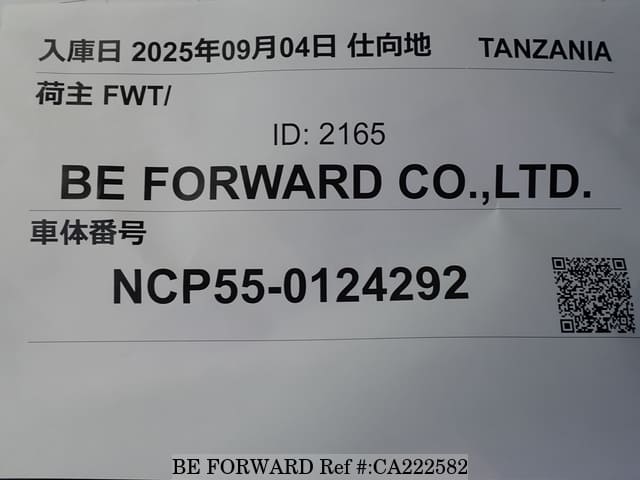 入庫日 2025年09月04日 仕向地 TANZANIA
荷主 FWT/
ID: 2165
BE FORWARD CO.,LTD.
車体番号
NCP55-0124292
BE FORWARD Ref #:CA222582